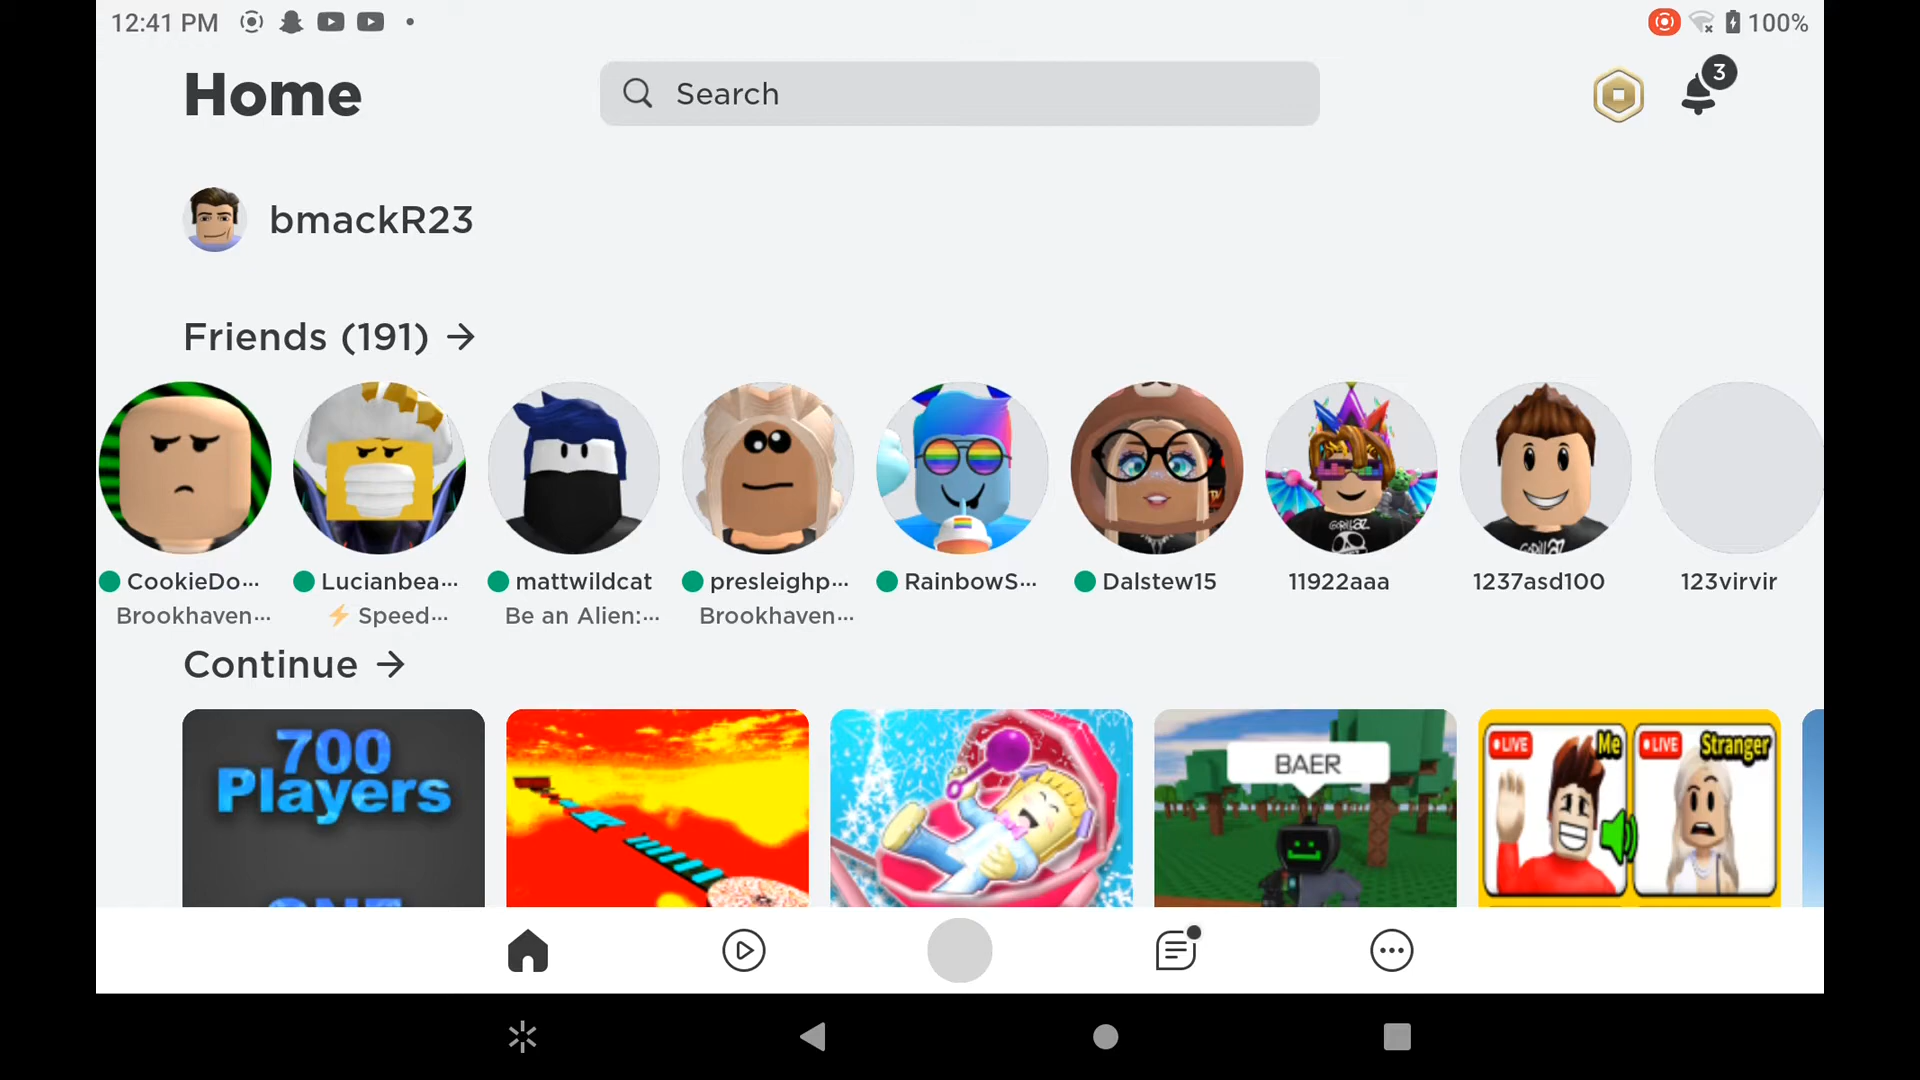 12:41 PM
100%
Home
Search
3
bmackR23
Friends (191)
CookieDo...
Lucianbea...
mattwildcat
presleighp...
RainbowS...
Dalstew15
11922aaa
1237asd100
123virvir
Brookhaven...
⚡ Speed...
Be an Alien:...
Brookhaven...
GORILLAZ
Continue
700
Players
BAER
LIVE
Me
LIVE
Stranger